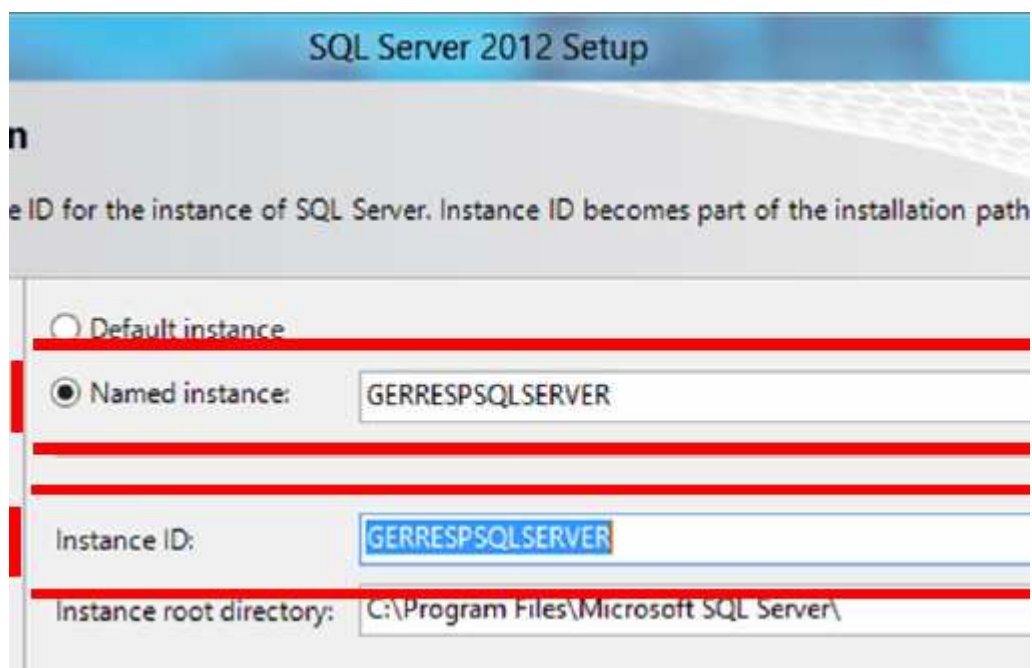 SQL Server 2012 Setup
n
e ID for the instance of SQL Server. Instance ID becomes part of the installation path
Default instance
Named instance: GERRESPSQLSERVER
Instance ID: GERRESPSQLSERVER
Instance root directory: C:\Program Files\Microsoft SQL Server\